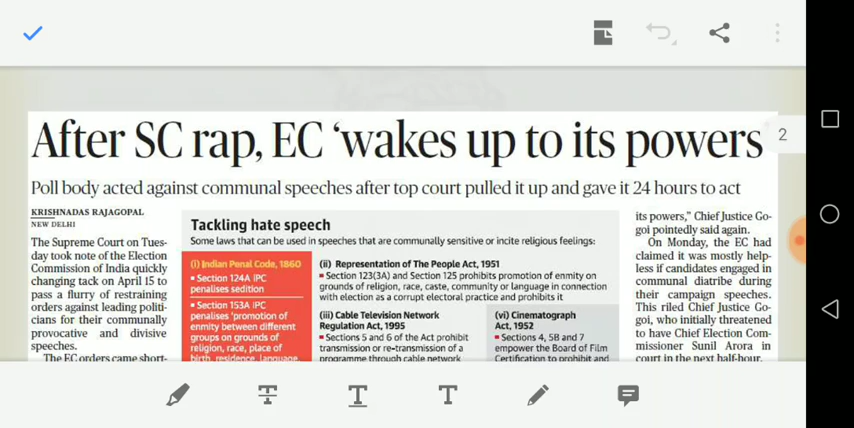 After SC rap, EC ‘wakes up to its powers
2
Poll body acted against communal speeches after top court pulled it up and gave it 24 hours to act
KRISHNADAS RAJAGOPAL
NEW DELHI
The Supreme Court on Tues-
day took note of the Election
Commission of India quickly
changing tack on April 15 to
pass a flurry of restraining
orders against leading politi-
cians for their communally
provocative and divisive
speeches.
The EC orders came short-
Tackling hate speech
Some laws that can be used in speeches that are communally sensitive or incite religious feelings:
(i) Indian Penal Code, 1860
▪ Section 124A IPC
penalises sedition
▪ Section 153A IPC
penalises ‘promotion of
enmity between different
groups on grounds of
religion, race, place of
birth, residence, language,
(ii) Representation of The People Act, 1951
▪ Section 123(3A) and Section 125 prohibits promotion of enmity on
grounds of religion, race, caste, community or language in connection
with election as a corrupt electoral practice and prohibits it
(iii) Cable Television Network
Regulation Act, 1995
▪ Sections 5 and 6 of the Act prohibit
transmission or re-transmission of a
programme through cable network
(vi) Cinematograph
Act, 1952
▪ Sections 4, 5B and 7
empower the Board of Film
Certification to prohibit and
its powers,” Chief Justice Go-
goi pointedly said again.
On Monday, the EC had
claimed it was mostly help-
less if candidates engaged in
communal diatribe during
their campaign speeches.
This riled Chief Justice Go-
goi, who initially threatened
to have Chief Election Com-
missioner Sunil Arora in
court in the next half-hour.
T
T
T